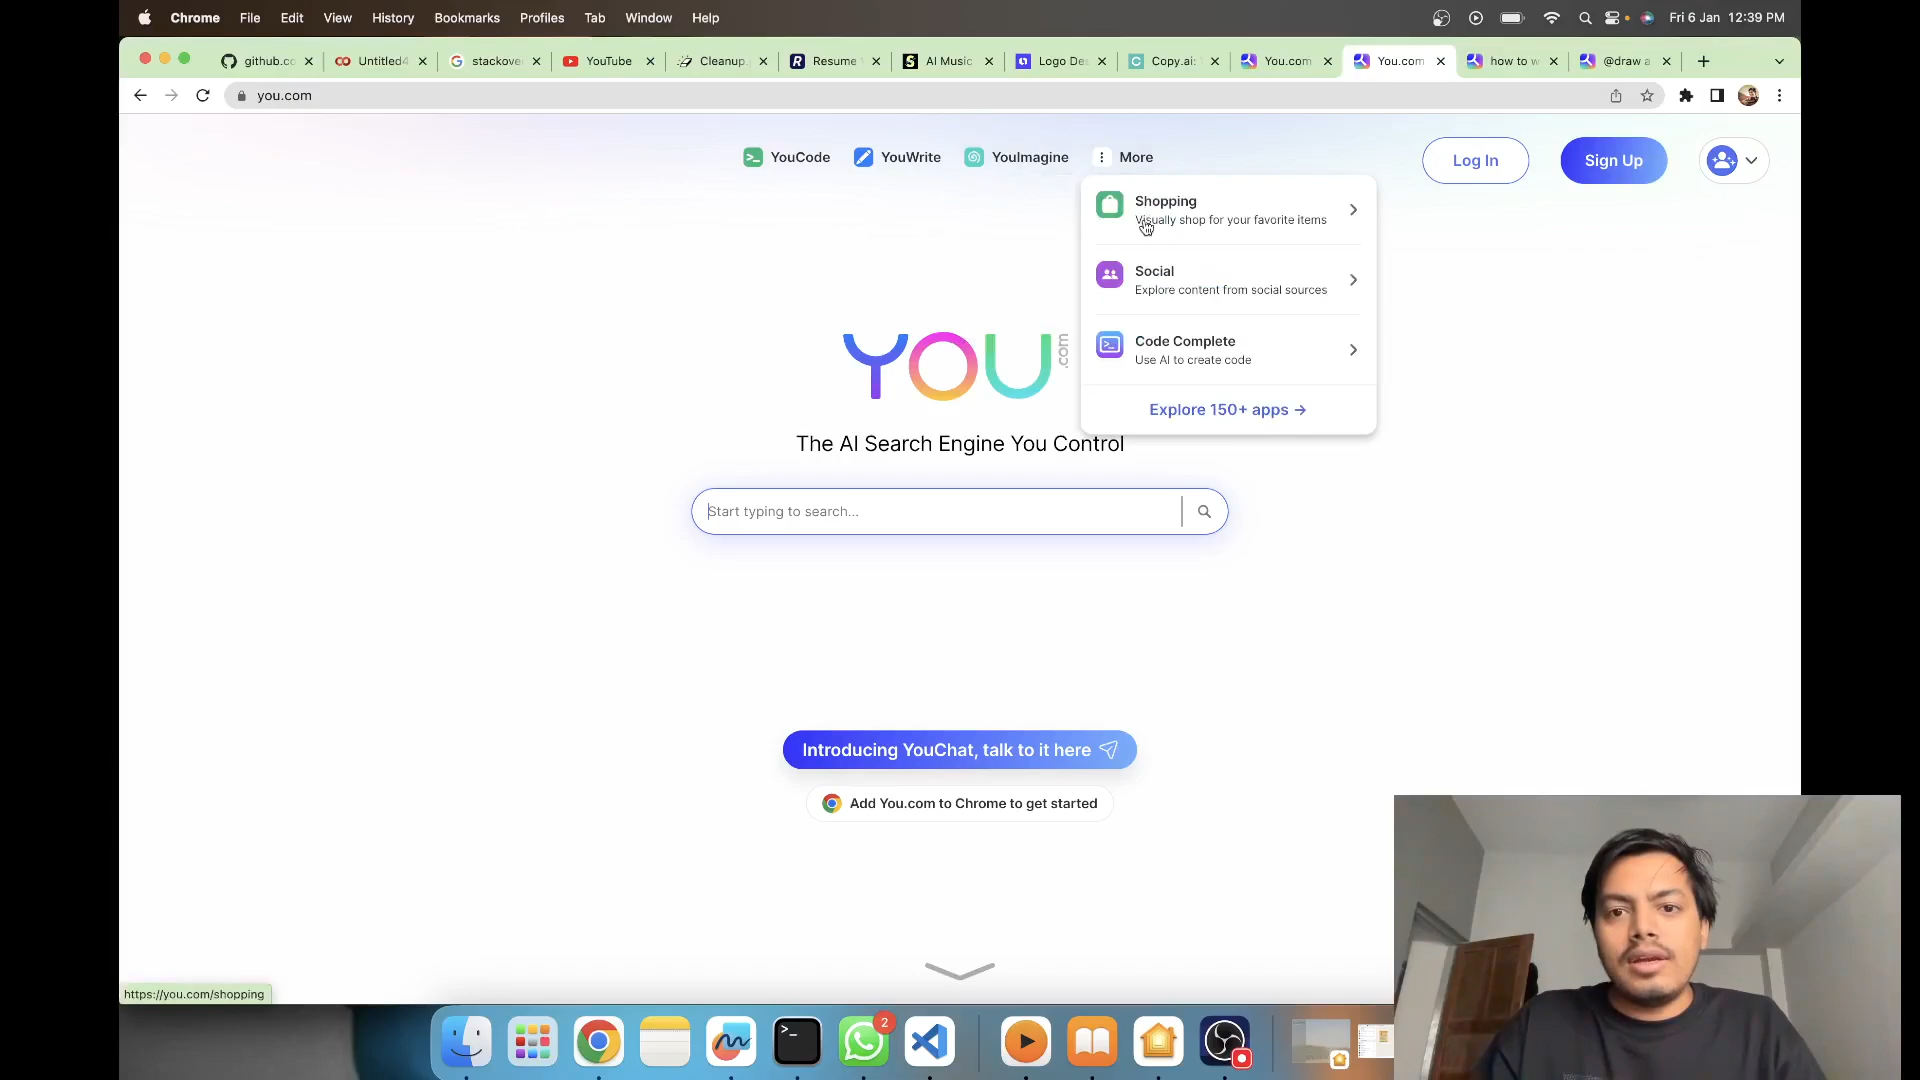 Chrome File Edit View History Bookmarks Profiles Tab Window Help Fri 6 Jan 12:39 PM
github.cc Untitled4 stackove YouTube Cleanup. Resume AI Music Logo De Copy.ai: You.com You.com how to w @draw a
you.com
YouCode YouWrite YouImagine More
Log In Sign Up
Shopping
Visually shop for your favorite items
Social
Explore content from social sources
Code Complete
Use AI to create code
Explore 150+ apps →
YOU.com
The AI Search Engine You Control
Start typing to search...
Introducing YouChat, talk to it here
Add You.com to Chrome to get started
https://you.com/shopping
2